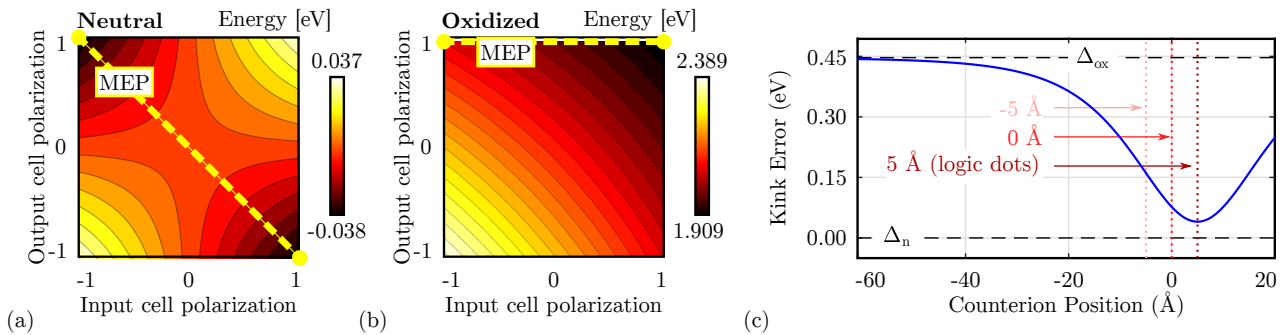 Neutral Energy [eV]
1
0
-1
Output cell polarization
MEP
-1 0 1
Input cell polarization
0.037
-0.038
(a)
Oxidized Energy [eV]
1
0
-1
Output cell polarization
MEP
-1 0 1
Input cell polarization
2.389
1.909
(b)
0.45
0.30
0.15
0.00
Kink Error (eV)
Δox
-5 Å
0 Å
5 Å (logic dots)
Δn
-60 -40 -20 0 20
Counterion Position (Å)
(c)